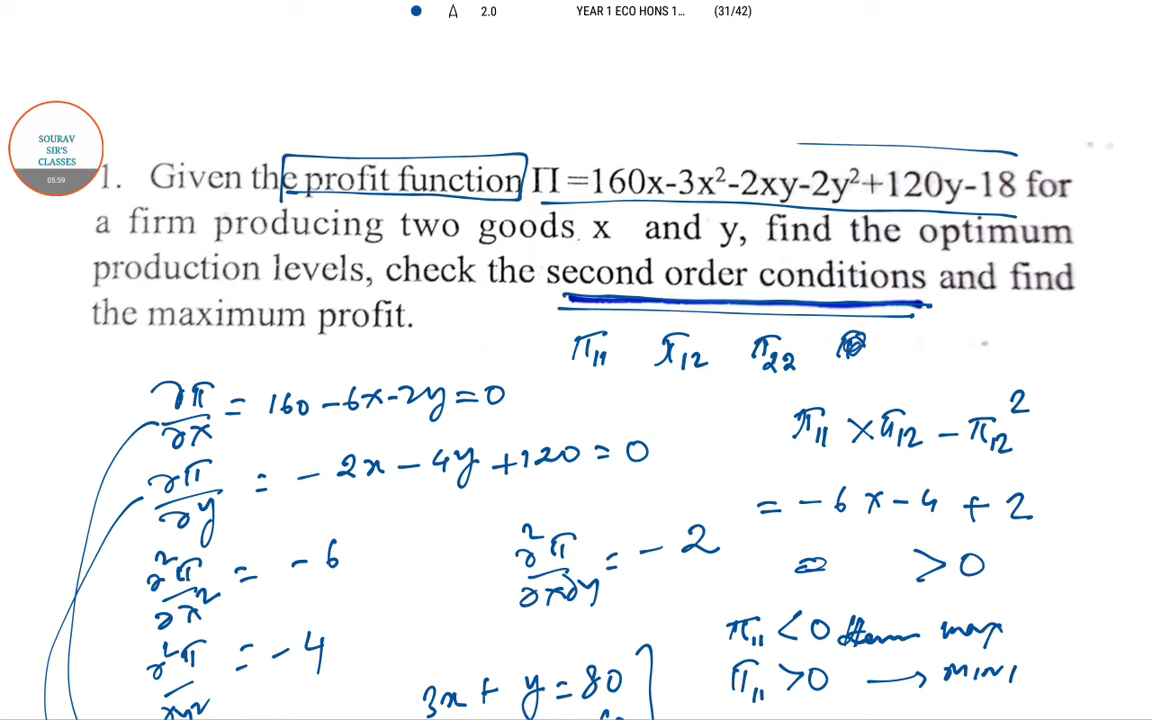 2.0 YEAR 1 ECO HONS 1... (31/42)
SOURAV
SIR'S
CLASSES
05:59
1. Given the profit function Π =160x-3x²-2xy-2y²+120y-18 for
a firm producing two goods x and y, find the optimum
production levels, check the second order conditions and find
the maximum profit.
π₁₁ π₁₂ π₂₂
∂π/∂x = 160 - 6x - 2y = 0
∂π/∂y = - 2x - 4y + 120 = 0
∂²π/∂x² = - 6
∂²π/∂x∂y = - 2
∂²π/∂y² = - 4
3x + y = 80
π₁₁ × π₁₂ - π₁₂²
= - 6 x - 4 + 2
= > 0
π₁₁ < 0 max
π₁₁ > 0 → MINI